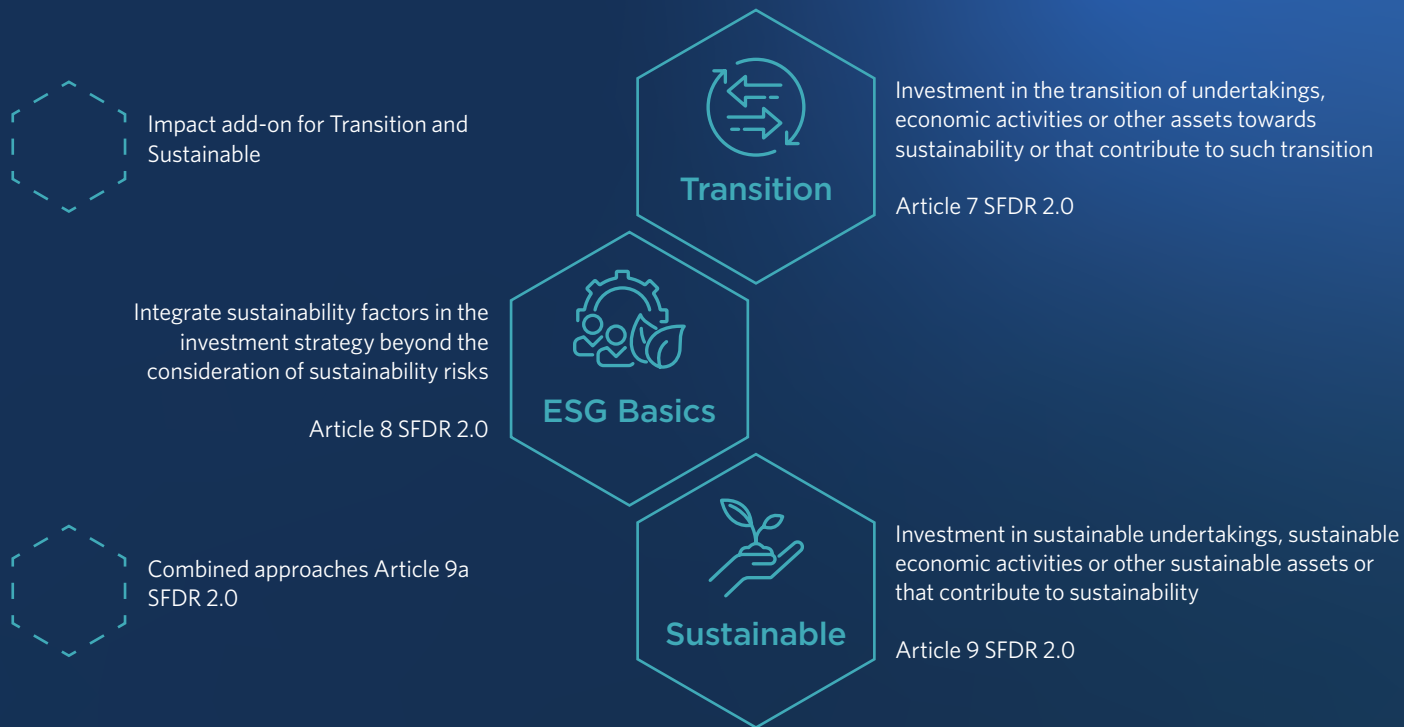 Impact add-on for Transition and
Sustainable
Transition
Investment in the transition of undertakings,
economic activities or other assets towards
sustainability or that contribute to such transition
Article 7 SFDR 2.0
Integrate sustainability factors in the
investment strategy beyond the
consideration of sustainability risks
Article 8 SFDR 2.0
ESG Basics
Combined approaches Article 9a
SFDR 2.0
Sustainable
Investment in sustainable undertakings, sustainable
economic activities or other sustainable assets or
that contribute to sustainability
Article 9 SFDR 2.0